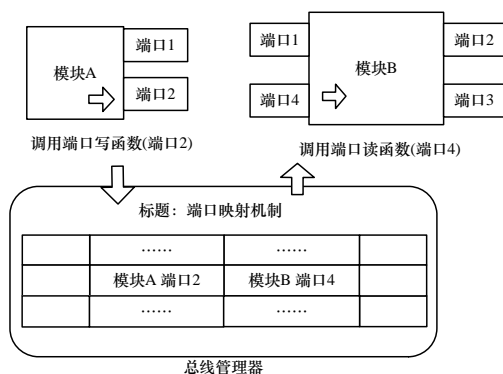 端口1
模块A
端口2
端口1
端口2
模块B
端口4
端口3
调用端口写函数(端口2)
调用端口读函数(端口4)
标题：端口映射机制
……
……
模块A 端口2
模块B 端口4
……
……
总线管理器